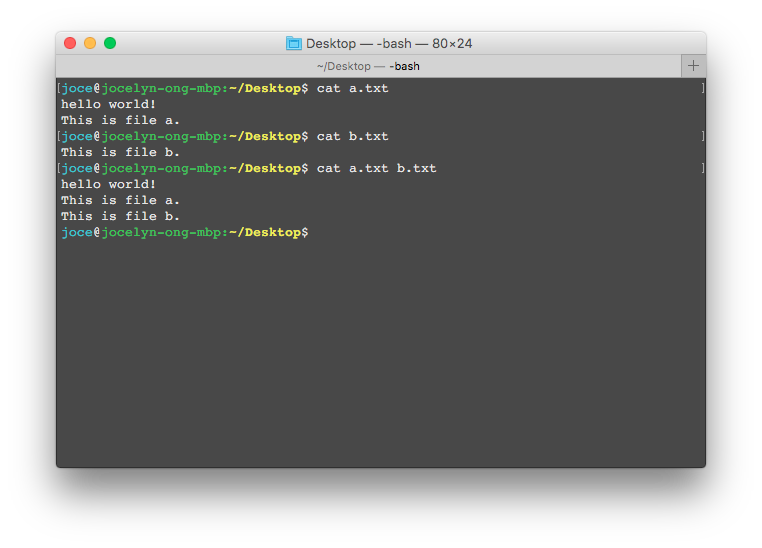 Desktop — -bash — 80×24
~/Desktop — -bash
[joce@jocelyn-ong-mbp:~/Desktop$ cat a.txt ]
hello world!
This is file a.
[joce@jocelyn-ong-mbp:~/Desktop$ cat b.txt ]
This is file b.
[joce@jocelyn-ong-mbp:~/Desktop$ cat a.txt b.txt ]
hello world!
This is file a.
This is file b.
joce@jocelyn-ong-mbp:~/Desktop$